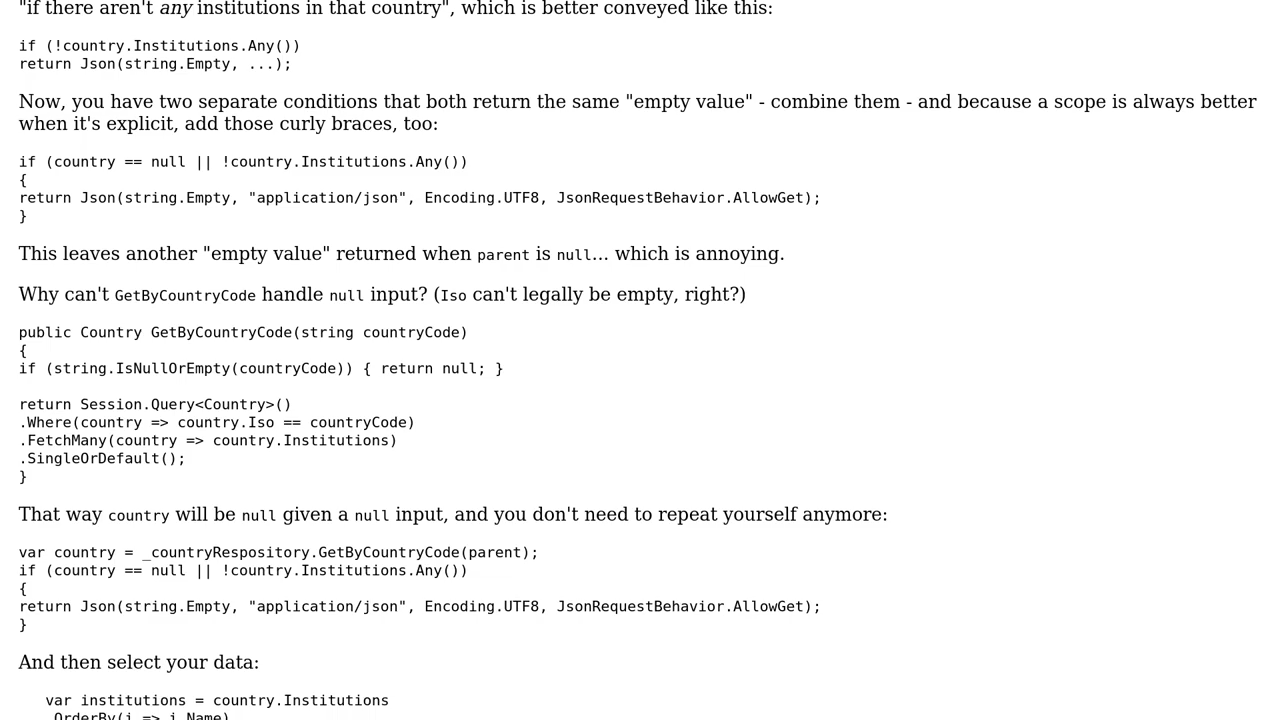 "if there aren't any institutions in that country", which is better conveyed like this:
if (!country.Institutions.Any())
return Json(string.Empty, ...);
Now, you have two separate conditions that both return the same "empty value" - combine them - and because a scope is always better
when it's explicit, add those curly braces, too:
if (country == null || !country.Institutions.Any())
{
return Json(string.Empty, "application/json", Encoding.UTF8, JsonRequestBehavior.AllowGet);
}
This leaves another "empty value" returned when parent is null... which is annoying.
Why can't GetByCountryCode handle null input? (Iso can't legally be empty, right?)
public Country GetByCountryCode(string countryCode)
{
if (string.IsNullOrEmpty(countryCode)) { return null; }
return Session.Query<Country>()
.Where(country => country.Iso == countryCode)
.FetchMany(country => country.Institutions)
.SingleOrDefault();
}
That way country will be null given a null input, and you don't need to repeat yourself anymore:
var country = _countryRespository.GetByCountryCode(parent);
if (country == null || !country.Institutions.Any())
{
return Json(string.Empty, "application/json", Encoding.UTF8, JsonRequestBehavior.AllowGet);
}
And then select your data:
var institutions = country.Institutions
.OrderBy(i => i.Name)